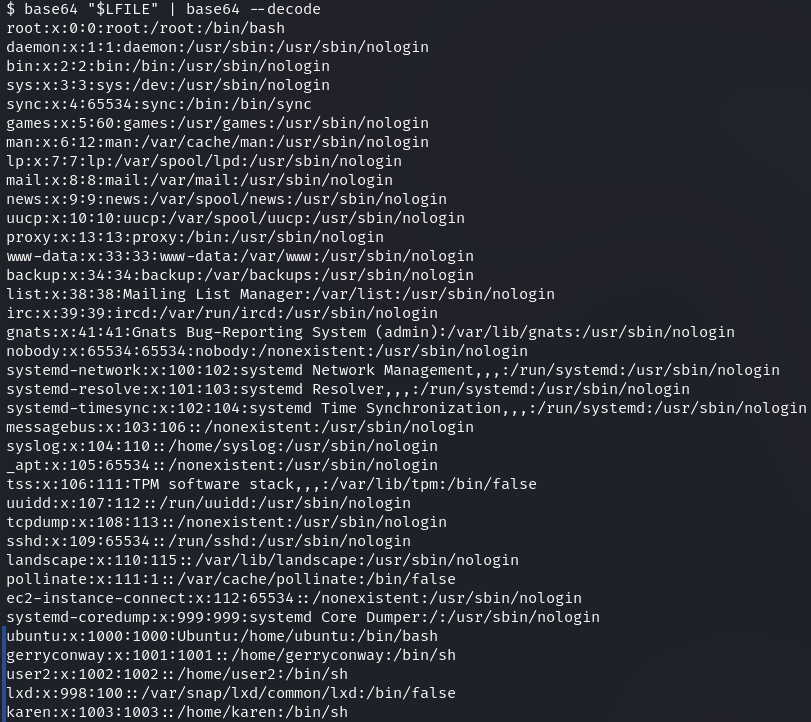 $ base64 "$LFILE" | base64 --decode
root:x:0:0:root:/root:/bin/bash
daemon:x:1:1:daemon:/usr/sbin:/usr/sbin/nologin
bin:x:2:2:bin:/bin:/usr/sbin/nologin
sys:x:3:3:sys:/dev:/usr/sbin/nologin
sync:x:4:65534:sync:/bin:/bin/sync
games:x:5:60:games:/usr/games:/usr/sbin/nologin
man:x:6:12:man:/var/cache/man:/usr/sbin/nologin
lp:x:7:7:lp:/var/spool/lpd:/usr/sbin/nologin
mail:x:8:8:mail:/var/mail:/usr/sbin/nologin
news:x:9:9:news:/var/spool/news:/usr/sbin/nologin
uucp:x:10:10:uucp:/var/spool/uucp:/usr/sbin/nologin
proxy:x:13:13:proxy:/bin:/usr/sbin/nologin
www-data:x:33:33:www-data:/var/www:/usr/sbin/nologin
backup:x:34:34:backup:/var/backups:/usr/sbin/nologin
list:x:38:38:Mailing List Manager:/var/list:/usr/sbin/nologin
irc:x:39:39:ircd:/var/run/ircd:/usr/sbin/nologin
gnats:x:41:41:Gnats Bug-Reporting System (admin):/var/lib/gnats:/usr/sbin/nologin
nobody:x:65534:65534:nobody:/nonexistent:/usr/sbin/nologin
systemd-network:x:100:102:systemd Network Management,,,:/run/systemd:/usr/sbin/nologin
systemd-resolve:x:101:103:systemd Resolver,,,:/run/systemd:/usr/sbin/nologin
systemd-timesync:x:102:104:systemd Time Synchronization,,,:/run/systemd:/usr/sbin/nologin
messagebus:x:103:106::/nonexistent:/usr/sbin/nologin
syslog:x:104:110::/home/syslog:/usr/sbin/nologin
_apt:x:105:65534::/nonexistent:/usr/sbin/nologin
tss:x:106:111:TPM software stack,,,:/var/lib/tpm:/bin/false
uuidd:x:107:112::/run/uuidd:/usr/sbin/nologin
tcpdump:x:108:113::/nonexistent:/usr/sbin/nologin
sshd:x:109:65534::/run/sshd:/usr/sbin/nologin
landscape:x:110:115::/var/lib/landscape:/usr/sbin/nologin
pollinate:x:111:1::/var/cache/pollinate:/bin/false
ec2-instance-connect:x:112:65534::/nonexistent:/usr/sbin/nologin
systemd-coredump:x:999:999:systemd Core Dumper:/:/usr/sbin/nologin
ubuntu:x:1000:1000:Ubuntu:/home/ubuntu:/bin/bash
gerryconway:x:1001:1001::/home/gerryconway:/bin/sh
user2:x:1002:1002::/home/user2:/bin/sh
lxd:x:998:100::/var/snap/lxd/common/lxd:/bin/false
karen:x:1003:1003::/home/karen:/bin/sh